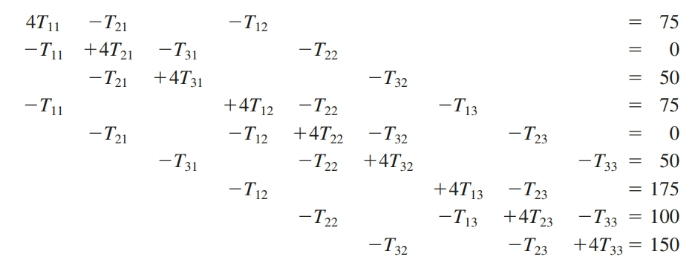 4T₁₁ −T₂₁ −T₁₂ = 75
−T₁₁ +4T₂₁ −T₃₁ −T₂₂ = 0
−T₂₁ +4T₃₁ −T₃₂ = 50
−T₁₁ +4T₁₂ −T₂₂ −T₁₃ = 75
−T₂₁ −T₁₂ +4T₂₂ −T₃₂ −T₂₃ = 0
−T₃₁ −T₂₂ +4T₃₂ −T₃₃ = 50
−T₁₂ +4T₁₃ −T₂₃ = 175
−T₂₂ −T₁₃ +4T₂₃ −T₃₃ = 100
−T₃₂ −T₂₃ +4T₃₃ = 150